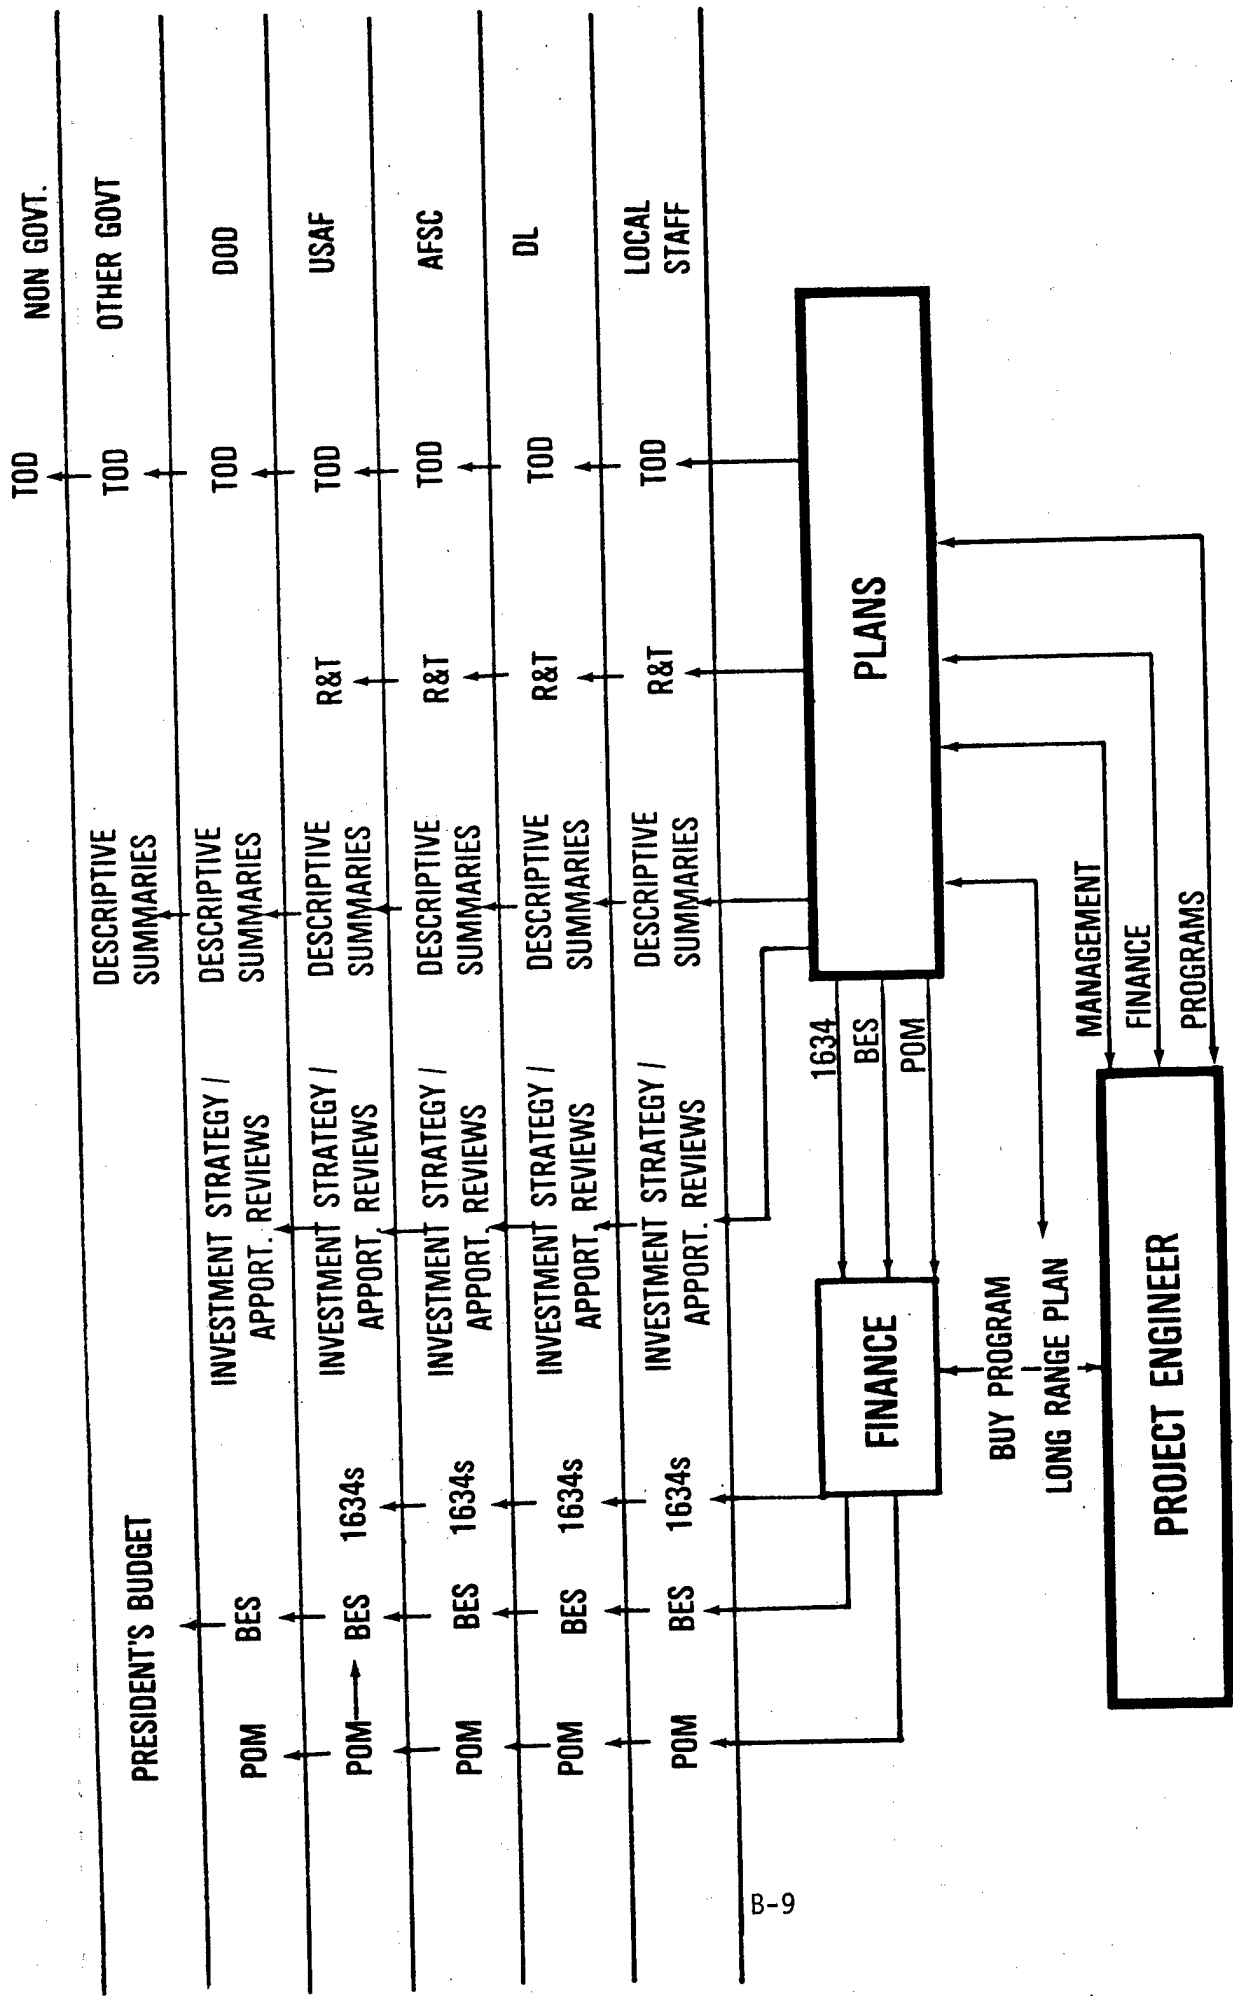 TOD
NON GOVT.
PRESIDENT'S BUDGET
DESCRIPTIVE
SUMMARIES
TOD
OTHER GOVT
POM
BES
INVESTMENT STRATEGY /
APPORT. REVIEWS
DESCRIPTIVE
SUMMARIES
TOD
DOD
POM
BES
1634s
INVESTMENT STRATEGY /
APPORT. REVIEWS
DESCRIPTIVE
SUMMARIES
R&T
TOD
USAF
POM
BES
1634s
INVESTMENT STRATEGY /
APPORT. REVIEWS
DESCRIPTIVE
SUMMARIES
R&T
TOD
AFSC
POM
BES
1634s
INVESTMENT STRATEGY /
APPORT. REVIEWS
DESCRIPTIVE
SUMMARIES
R&T
TOD
DL
POM
BES
1634s
INVESTMENT STRATEGY /
APPORT. REVIEWS
DESCRIPTIVE
SUMMARIES
R&T
TOD
LOCAL
STAFF
FINANCE
1634
BES
POM
PLANS
BUY PROGRAM
LONG RANGE PLAN
MANAGEMENT
FINANCE
PROGRAMS
PROJECT ENGINEER
B-9